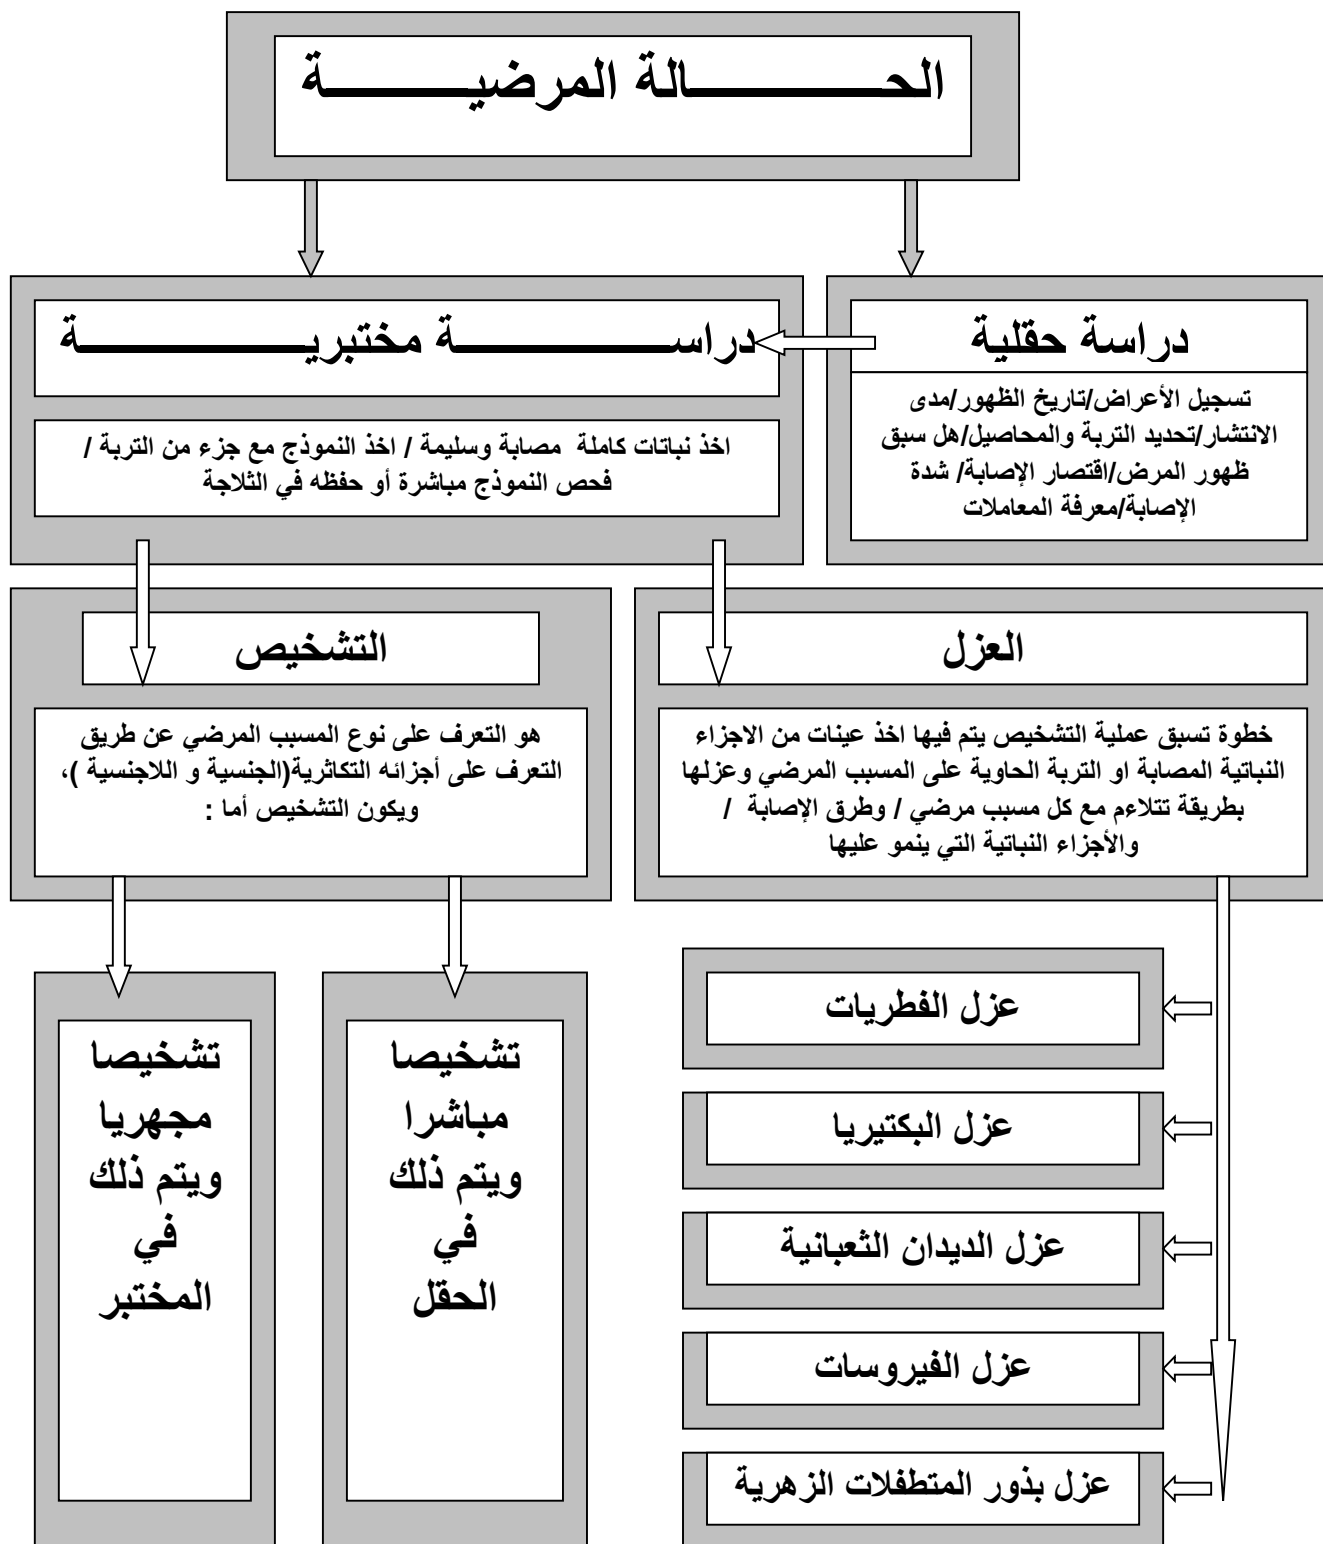 الحـــــــالة المرضيـــــــة
دراسة حقلية
تسجيل الأعراض/تاريخ الظهور/مدى
الانتشار/تحديد التربة والمحاصيل/هل سبق
ظهور المرض/اقتصار الإصابة/ شدة
الإصابة/معرفة المعاملات
دراســـــــــــة مختبريـــــــــــة
اخذ نباتات كاملة مصابة وسليمة / اخذ النموذج مع جزء من التربة /
فحص النموذج مباشرة أو حفظه في الثلاجة
العزل
خطوة تسبق عملية التشخيص يتم فيها اخذ عينات من الاجزاء
النباتية المصابة او التربة الحاوية على المسبب المرضي وعزلها
بطريقة تتلاءم مع كل مسبب مرضي / وطرق الإصابة /
والأجزاء النباتية التي ينمو عليها
التشخيص
هو التعرف على نوع المسبب المرضي عن طريق
التعرف على أجزائه التكاثرية(الجنسية و اللاجنسية )،
ويكون التشخيص أما :
عزل الفطريات
عزل البكتيريا
عزل الديدان الثعبانية
عزل الفيروسات
عزل بذور المتطفلات الزهرية
تشخيصا
مباشرا
ويتم ذلك
في
الحقل
تشخيصا
مجهريا
ويتم ذلك
في
المختبر